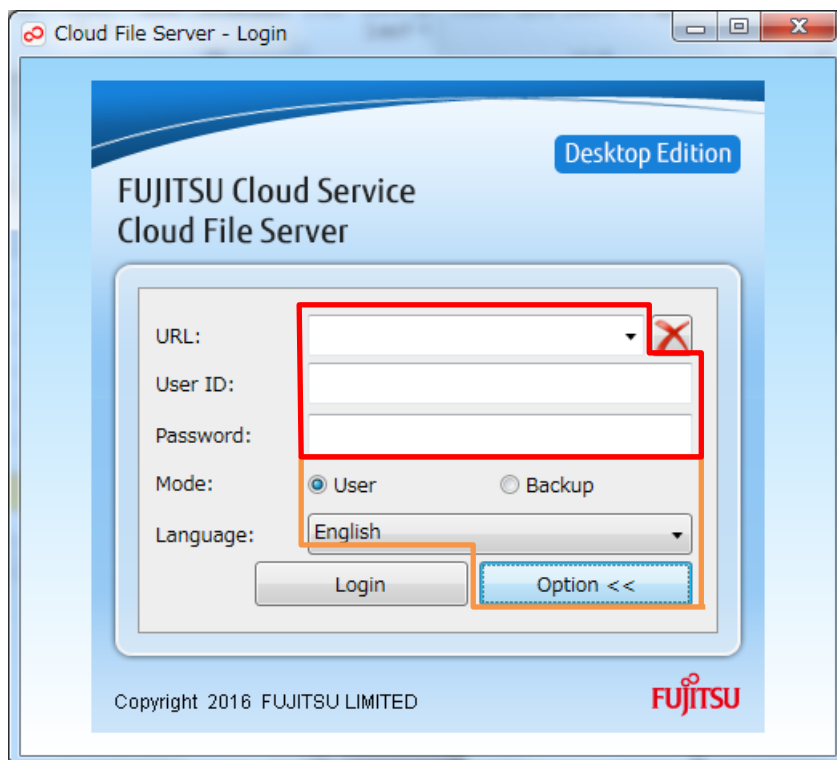 Cloud File Server - Login
Desktop Edition
FUJITSU Cloud Service
Cloud File Server
URL:
User ID:
Password:
Mode: User Backup
Language: English
Login Option <<
Copyright 2016 FUJITSU LIMITED
FUJITSU